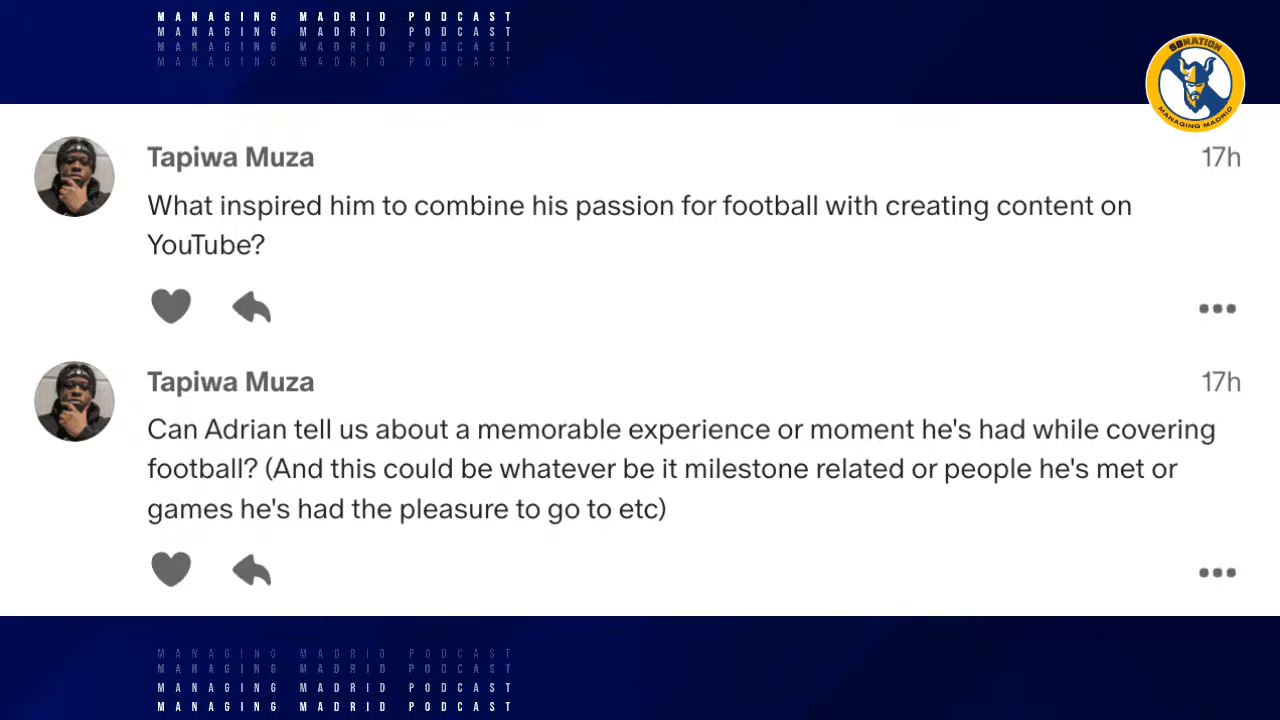 MANAGING MADRID PODCAST
MANAGING MADRID PODCAST
MANAGING MADRID PODCAST
MANAGING MADRID PODCAST
SBNATION
MANAGING MADRID
Tapiwa Muza
17h
What inspired him to combine his passion for football with creating content on
YouTube?
Tapiwa Muza
17h
Can Adrian tell us about a memorable experience or moment he's had while covering
football? (And this could be whatever be it milestone related or people he's met or
games he's had the pleasure to go to etc)
MANAGING MADRID PODCAST
MANAGING MADRID PODCAST
MANAGING MADRID PODCAST
MANAGING MADRID PODCAST